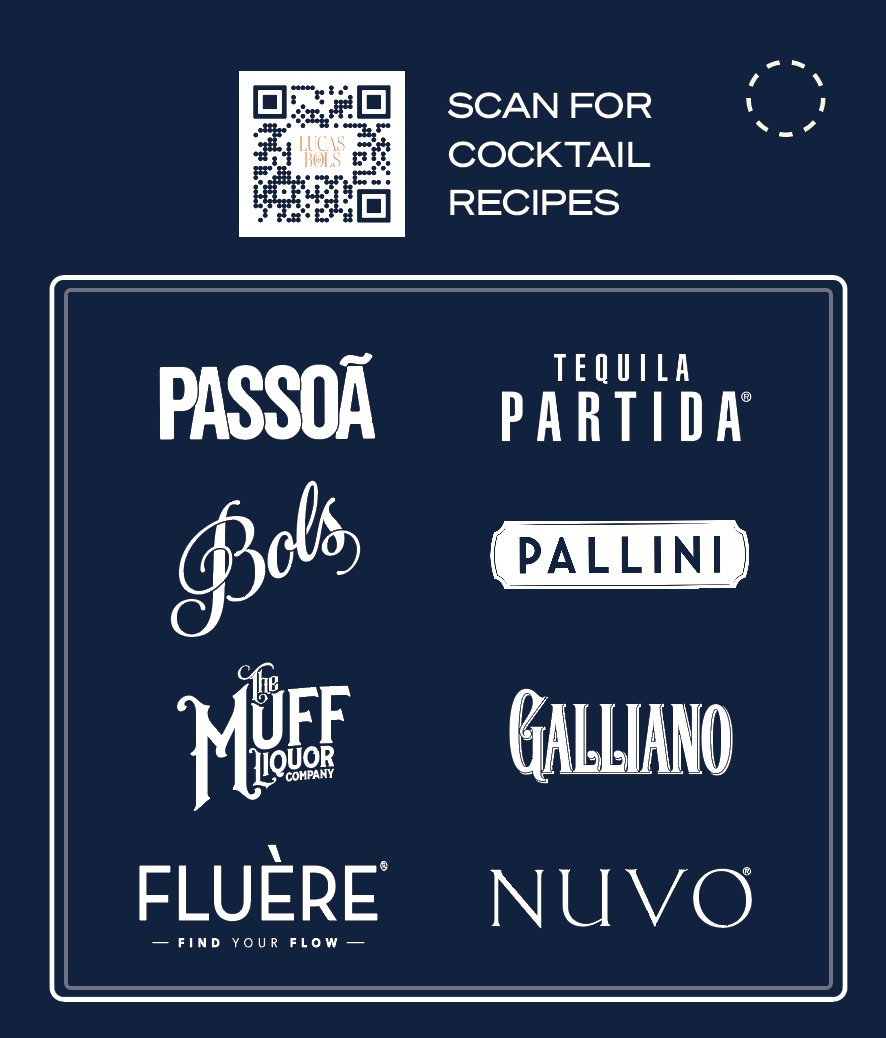 LUCAS
BOLS
SCAN FOR
COCKTAIL
RECIPES
PASSOÃ
TEQUILA
PARTIDA®
Bols
PALLINI
The
MUFF
LIQUOR
COMPANY
GALLIANO
FLUÈRE®
— FIND YOUR FLOW —
NUVO®